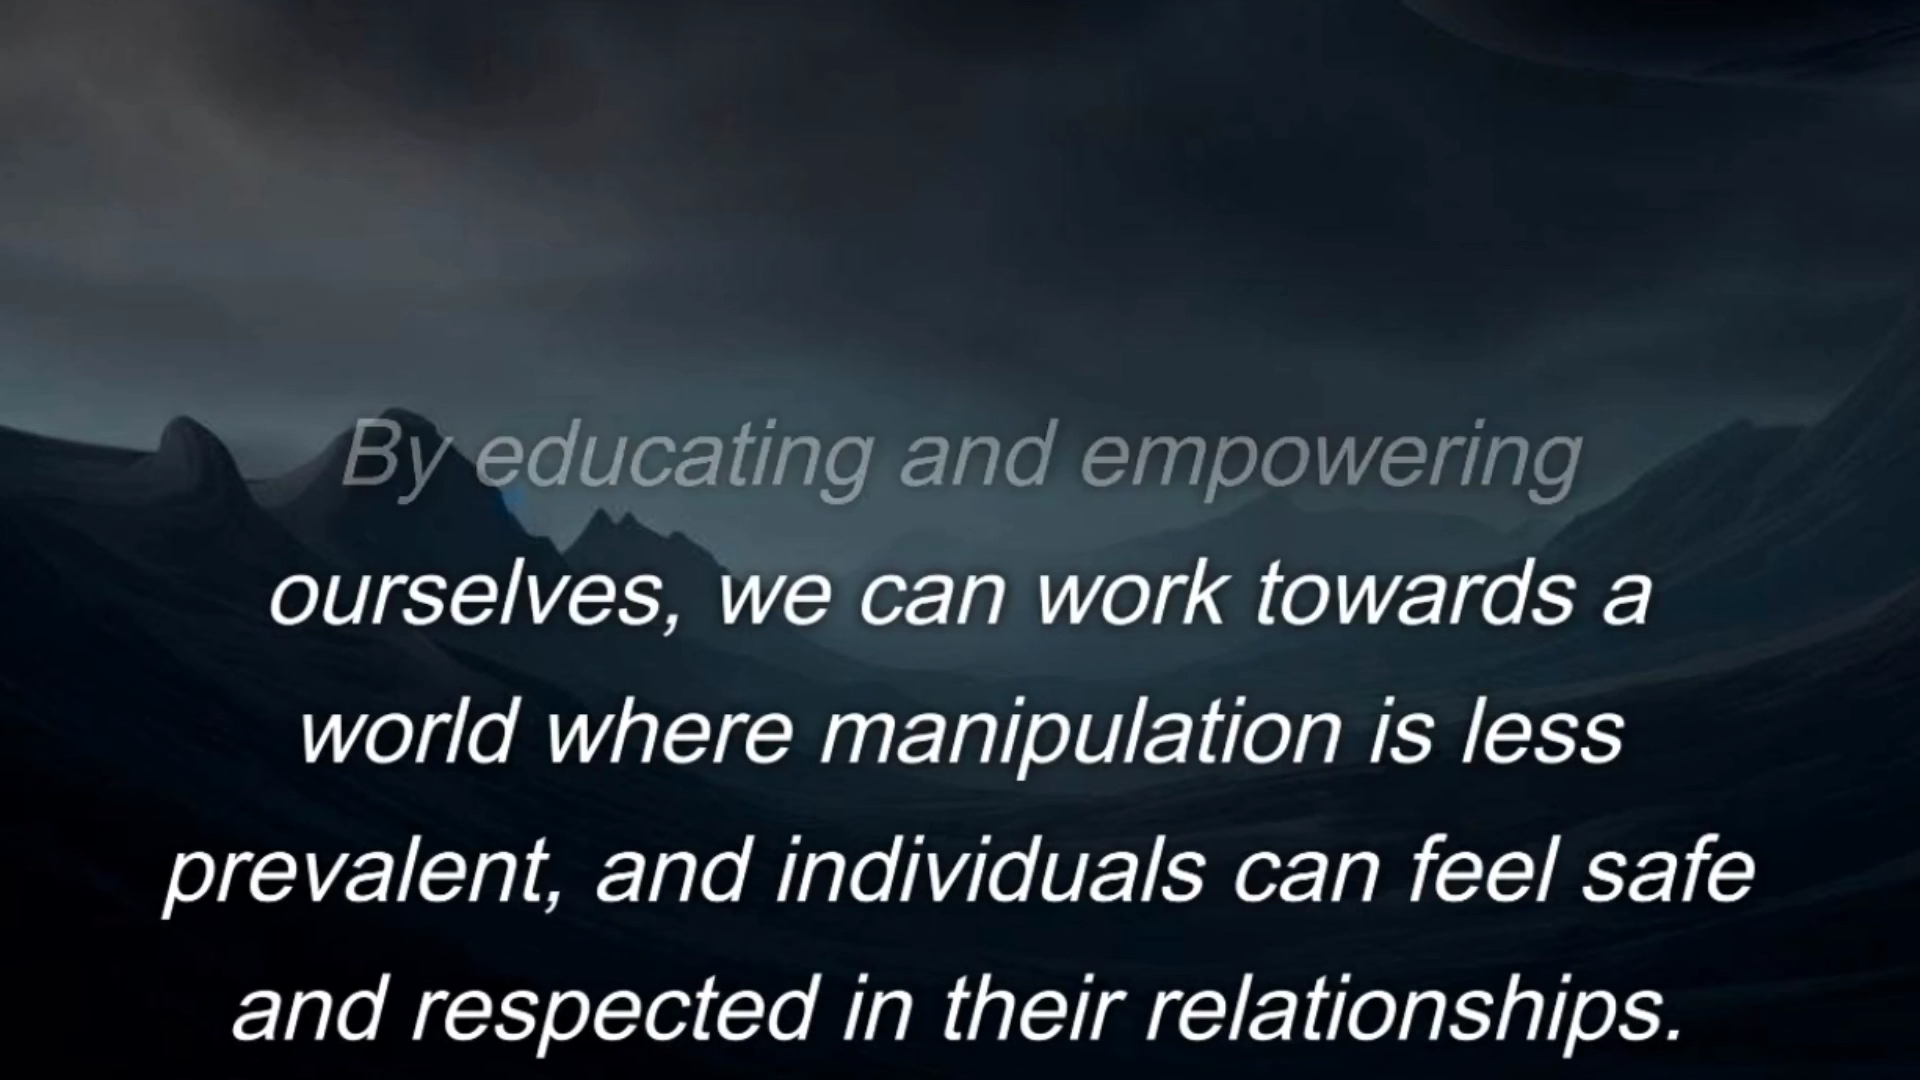 By educating and empowering
ourselves, we can work towards a
world where manipulation is less
prevalent, and individuals can feel safe
and respected in their relationships.